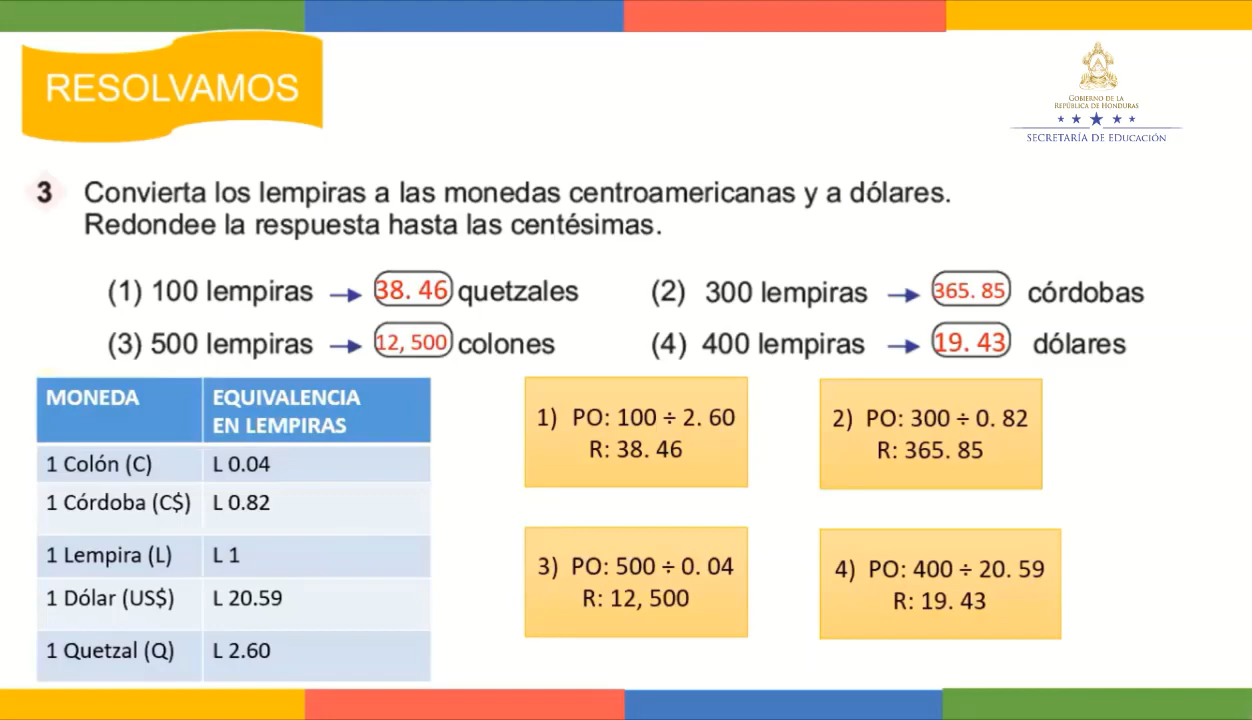 RESOLVAMOS
GOBIERNO DE LA
REPÚBLICA DE HONDURAS
SECRETARÍA DE EDUCACIÓN
3 Convierta los lempiras a las monedas centroamericanas y a dólares.
Redondee la respuesta hasta las centésimas.
(1) 100 lempiras → 38. 46 quetzales
(2) 300 lempiras → 365. 85 córdobas
(3) 500 lempiras → 12, 500 colones
(4) 400 lempiras → 19. 43 dólares
MONEDA EQUIVALENCIA
EN LEMPIRAS
1 Colón (C) L 0.04
1 Córdoba (C$) L 0.82
1 Lempira (L) L 1
1 Dólar (US$) L 20.59
1 Quetzal (Q) L 2.60
1) PO: 100 ÷ 2. 60
R: 38. 46
2) PO: 300 ÷ 0. 82
R: 365. 85
3) PO: 500 ÷ 0. 04
R: 12, 500
4) PO: 400 ÷ 20. 59
R: 19. 43